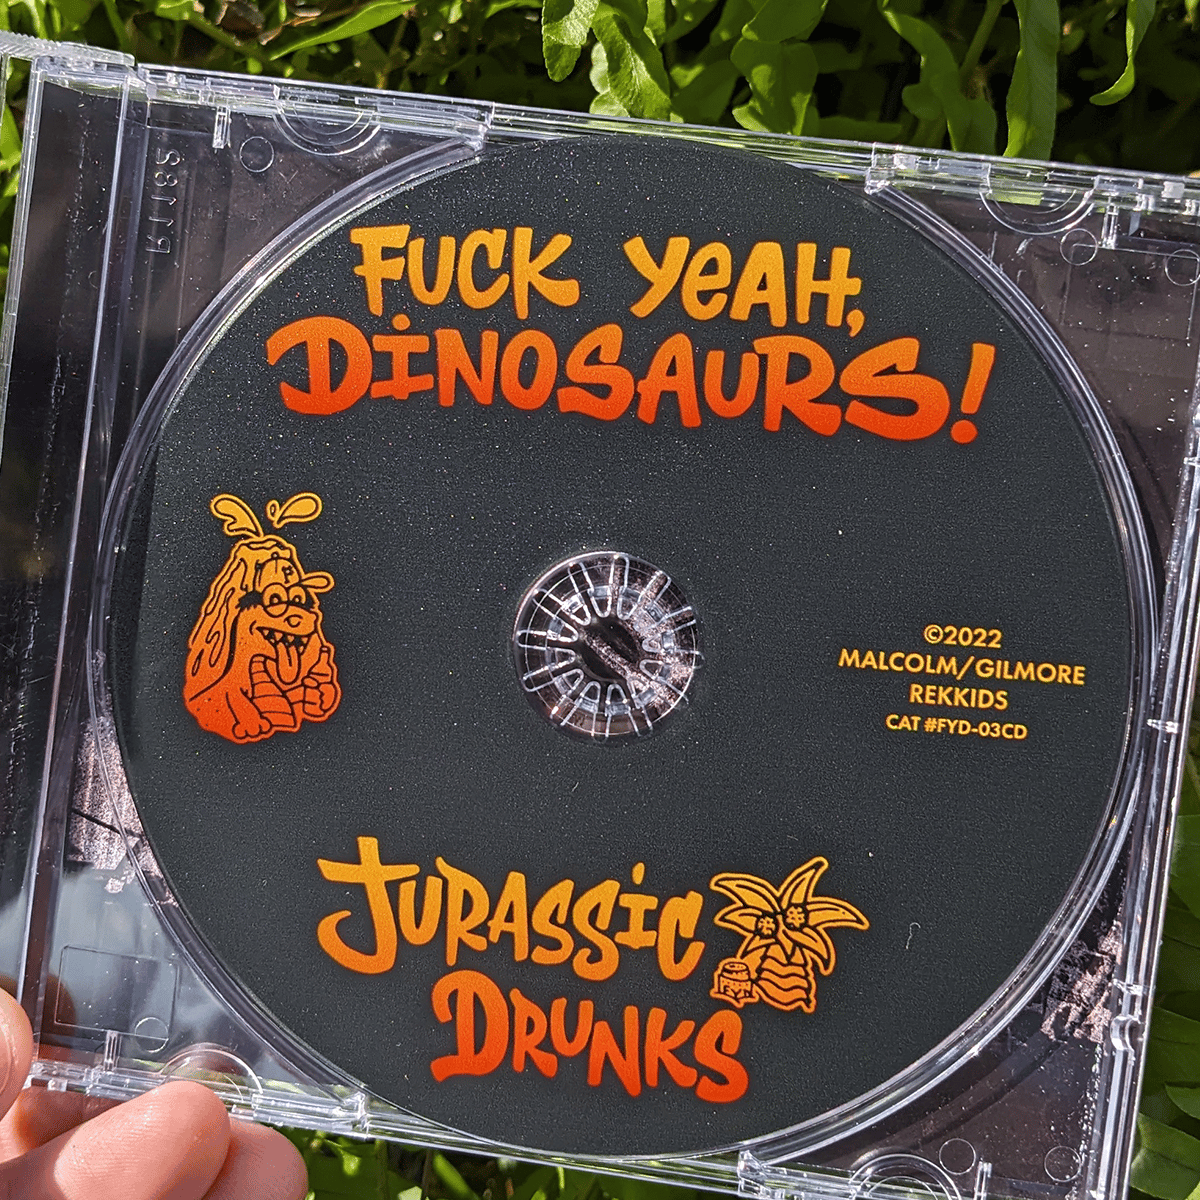 FUCK YEAH,
DINOSAURS!
©2022
MALCOLM/GILMORE
REKKIDS
CAT #FYD-03CD
JURASSIC
DRUNKS